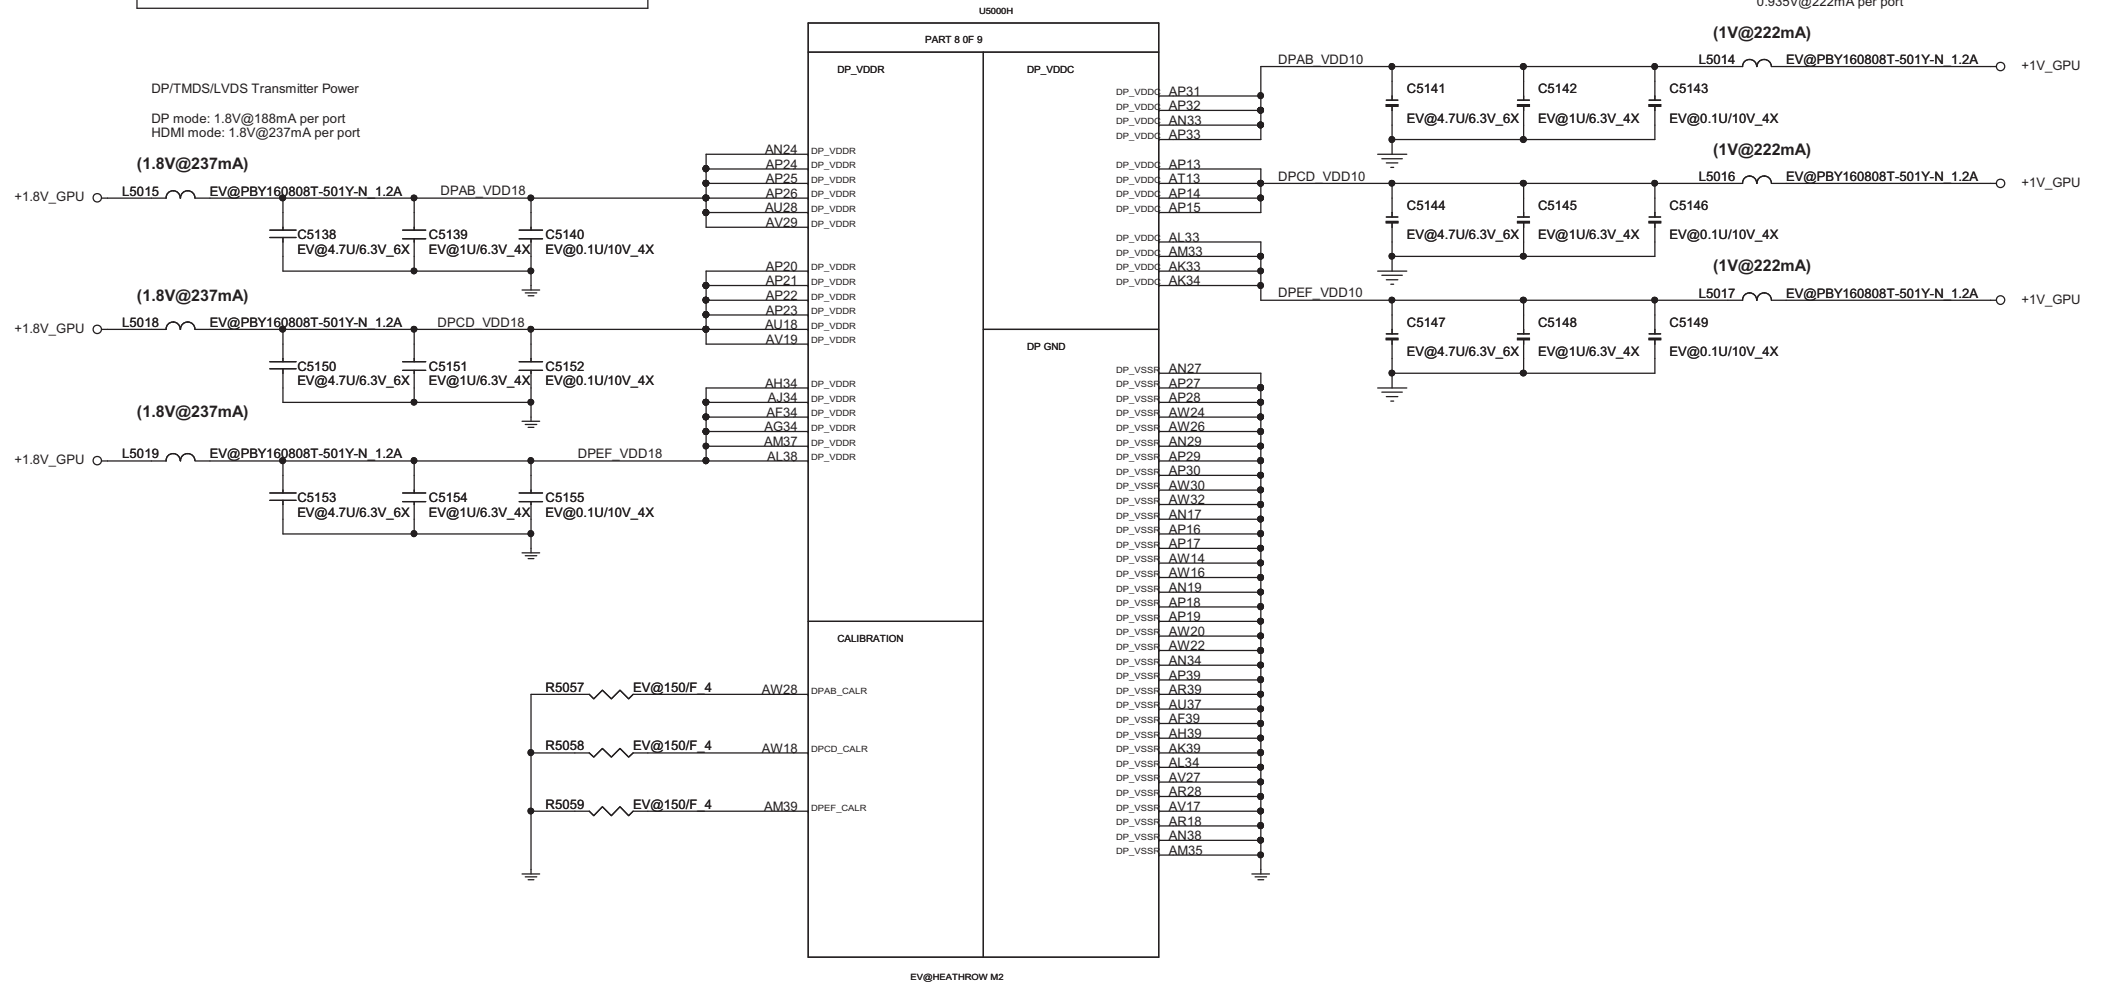 U5000H
0.935V@222mA per port
PART 8 0F 9
DP_VDDR
DP_VDDC
DP/TMDS/LVDS Transmitter Power
DP mode: 1.8V@188mA per port
HDMI mode: 1.8V@237mA per port
(1.8V@237mA)
+1.8V_GPU L5015 EV@PBY160808T-501Y-N_1.2A DPAB_VDD18
C5138 C5139 C5140
EV@4.7U/6.3V_6X EV@1U/6.3V_4X EV@0.1U/10V_4X
(1.8V@237mA)
+1.8V_GPU L5018 EV@PBY160808T-501Y-N_1.2A DPCD_VDD18
C5150 C5151 C5152
EV@4.7U/6.3V_6X EV@1U/6.3V_4X EV@0.1U/10V_4X
(1.8V@237mA)
+1.8V_GPU L5019 EV@PBY160808T-501Y-N_1.2A DPEF_VDD18
C5153 C5154 C5155
EV@4.7U/6.3V_6X EV@1U/6.3V_4X EV@0.1U/10V_4X
AN24 DP_VDDR
AP24 DP_VDDR
AP25 DP_VDDR
AP26 DP_VDDR
AU28 DP_VDDR
AV29 DP_VDDR
AP20 DP_VDDR
AP21 DP_VDDR
AP22 DP_VDDR
AP23 DP_VDDR
AU18 DP_VDDR
AV19 DP_VDDR
AH34 DP_VDDR
AJ34 DP_VDDR
AF34 DP_VDDR
AG34 DP_VDDR
AM37 DP_VDDR
AL38 DP_VDDR
CALIBRATION
R5057 EV@150/F_4 AW28 DPAB_CALR
R5058 EV@150/F_4 AW18 DPCD_CALR
R5059 EV@150/F_4 AM39 DPEF_CALR
DP_VDDC AP31
DP_VDDC AP32
DP_VDDC AN33
DP_VDDC AP33
DP_VDDC AP13
DP_VDDC AT13
DP_VDDC AP14
DP_VDDC AP15
DP_VDDC AL33
DP_VDDC AM33
DP_VDDC AK33
DP_VDDC AK34
DP GND
DP_VSSR AN27
DP_VSSR AP27
DP_VSSR AP28
DP_VSSR AW24
DP_VSSR AW26
DP_VSSR AN29
DP_VSSR AP29
DP_VSSR AP30
DP_VSSR AW30
DP_VSSR AW32
DP_VSSR AN17
DP_VSSR AP16
DP_VSSR AP17
DP_VSSR AW14
DP_VSSR AW16
DP_VSSR AN19
DP_VSSR AP18
DP_VSSR AP19
DP_VSSR AW20
DP_VSSR AW22
DP_VSSR AN34
DP_VSSR AP39
DP_VSSR AR39
DP_VSSR AU37
DP_VSSR AF39
DP_VSSR AH39
DP_VSSR AK39
DP_VSSR AL34
DP_VSSR AV27
DP_VSSR AR28
DP_VSSR AV17
DP_VSSR AR18
DP_VSSR AN38
DP_VSSR AM35
(1V@222mA)
DPAB_VDD10 L5014 EV@PBY160808T-501Y-N_1.2A +1V_GPU
C5141 C5142 C5143
EV@4.7U/6.3V_6X EV@1U/6.3V_4X EV@0.1U/10V_4X
(1V@222mA)
DPCD_VDD10 L5016 EV@PBY160808T-501Y-N_1.2A +1V_GPU
C5144 C5145 C5146
EV@4.7U/6.3V_6X EV@1U/6.3V_4X EV@0.1U/10V_4X
(1V@222mA)
DPEF_VDD10 L5017 EV@PBY160808T-501Y-N_1.2A +1V_GPU
C5147 C5148 C5149
EV@4.7U/6.3V_6X EV@1U/6.3V_4X EV@0.1U/10V_4X
EV@HEATHROW M2